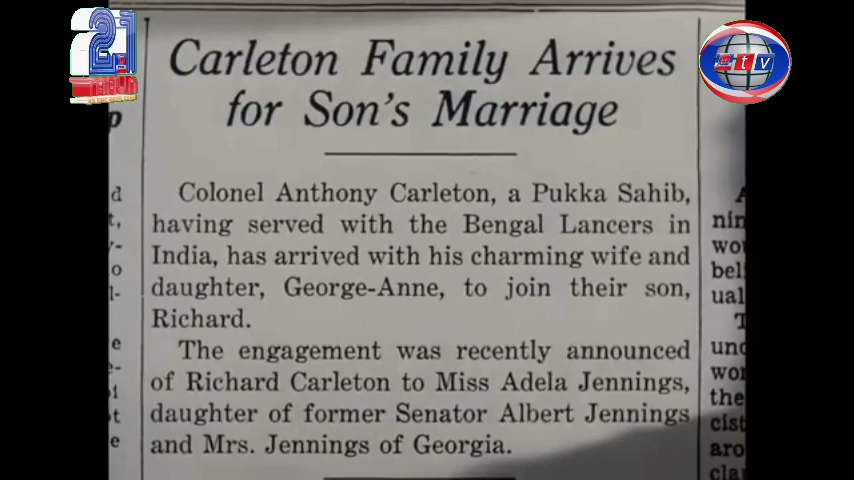 Carleton Family Arrives
for Son's Marriage
Colonel Anthony Carleton, a Pukka Sahib,
having served with the Bengal Lancers in
India, has arrived with his charming wife and
daughter, George-Anne, to join their son,
Richard.
The engagement was recently announced
of Richard Carleton to Miss Adela Jennings,
daughter of former Senator Albert Jennings
and Mrs. Jennings of Georgia.
21
tv